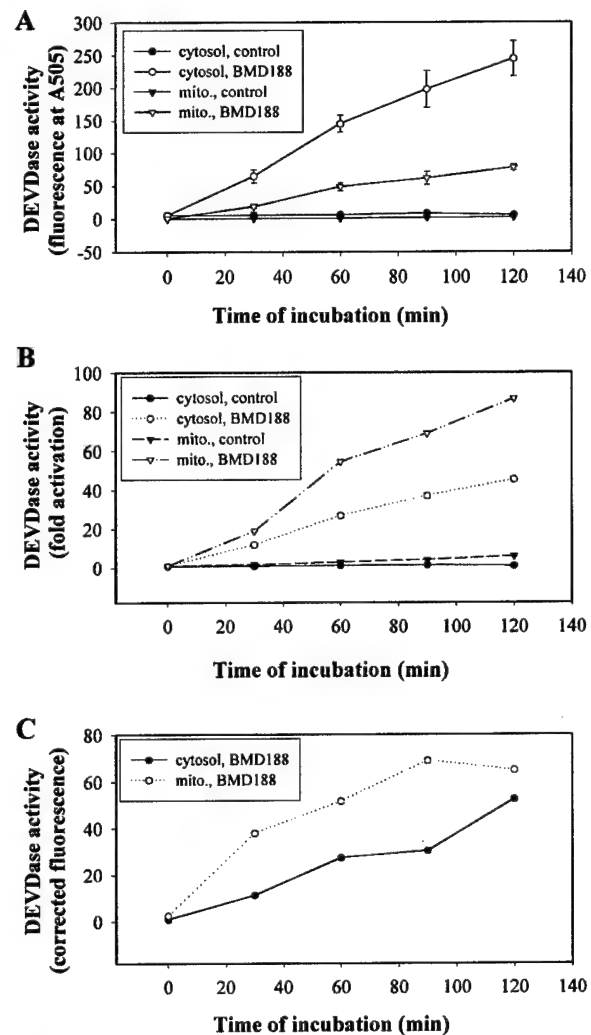 A
DEVDase activity
(fluorescence at A505)
300
250
200
150
100
50
0
-50
cytosol, control
cytosol, BMD188
mito., control
mito., BMD188
0 20 40 60 80 100 120 140
Time of incubation (min)
B
DEVDase activity
(fold activation)
100
80
60
40
20
0
cytosol, control
cytosol, BMD188
mito., control
mito., BMD188
0 20 40 60 80 100 120 140
Time of incubation (min)
C
DEVDase activity
(corrected fluorescence)
80
60
40
20
0
cytosol, BMD188
mito., BMD188
0 20 40 60 80 100 120 140
Time of incubation (min)